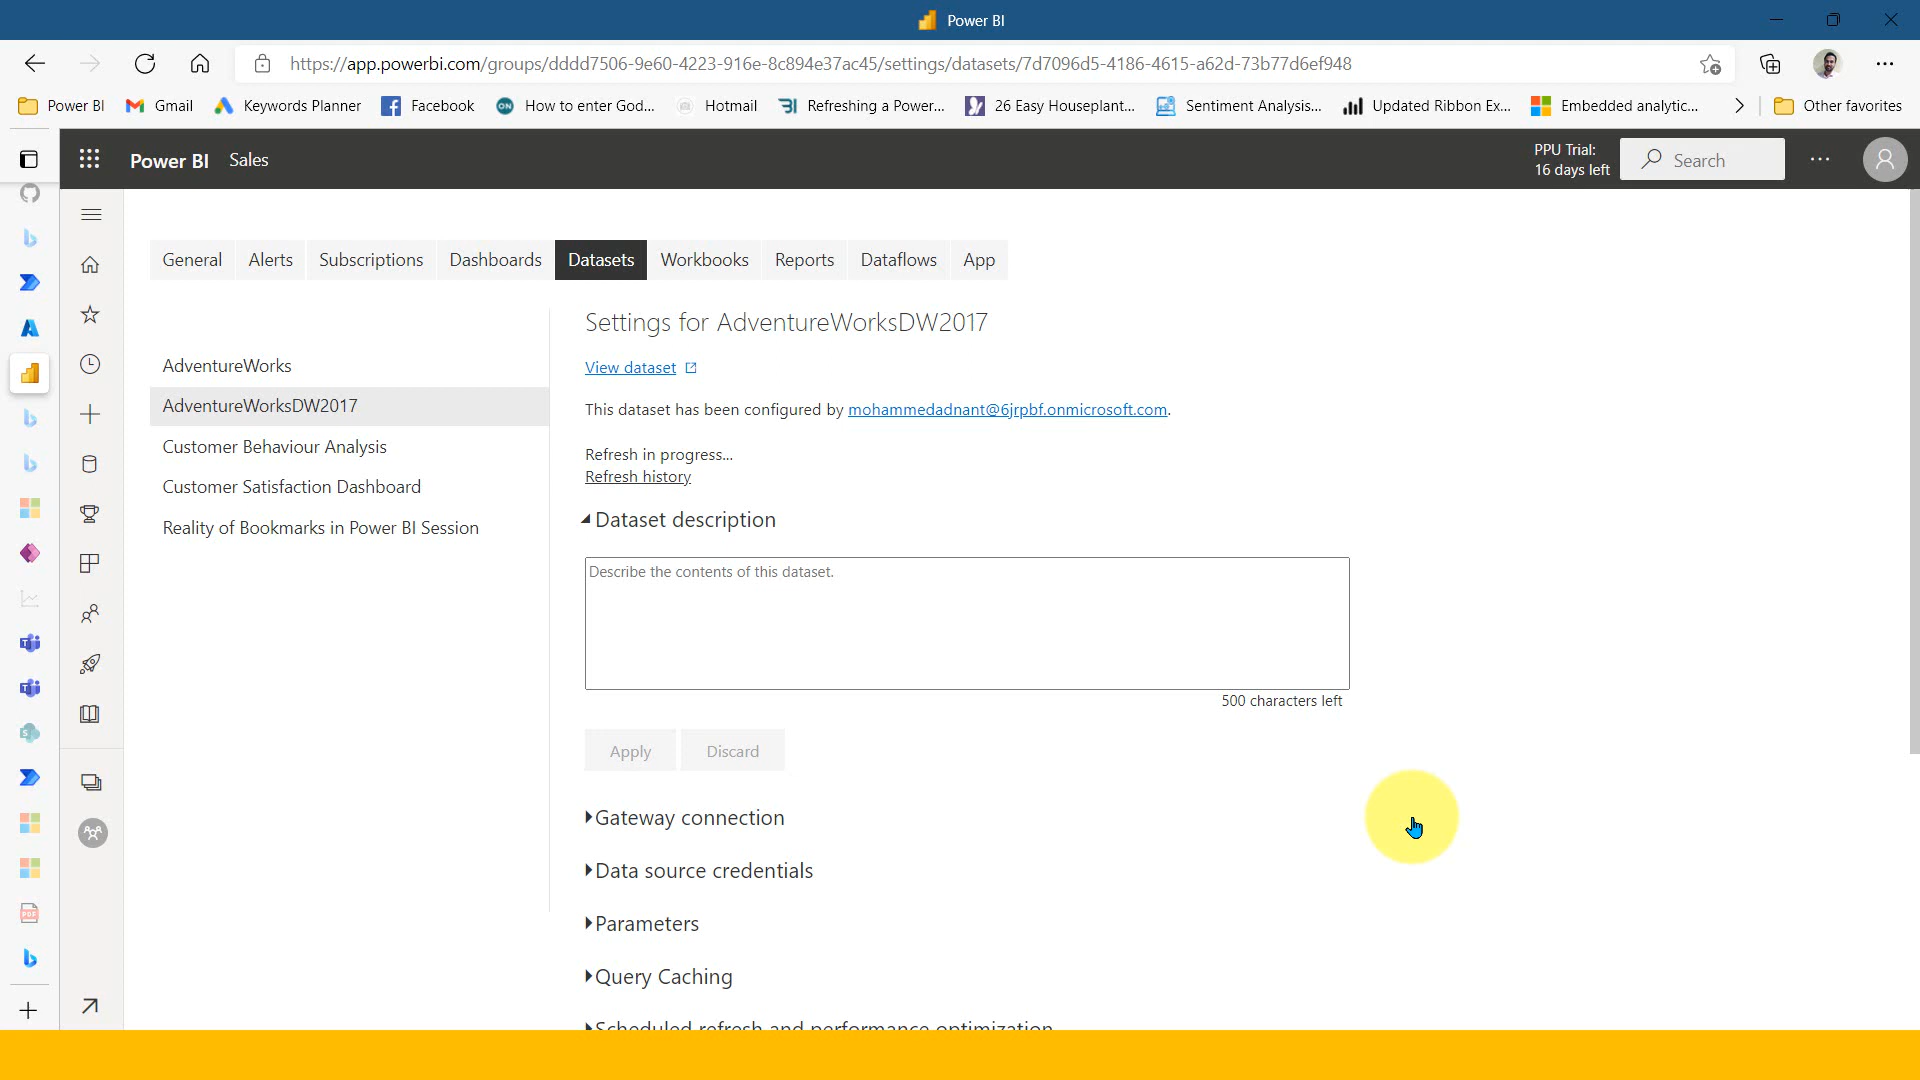 Power BI
https://app.powerbi.com/groups/dddd7506-9e60-4223-916e-8c894e37ac45/settings/datasets/7d7096d5-4186-4615-a62d-73b77d6ef948
Power BI Gmail Keywords Planner Facebook How to enter God... Hotmail Refreshing a Power... 26 Easy Houseplant... Sentiment Analysis... Updated Ribbon Ex... Embedded analytic... Other favorites
Power BI Sales
PPU Trial:
16 days left
Search
General Alerts Subscriptions Dashboards Datasets Workbooks Reports Dataflows App
AdventureWorks
AdventureWorksDW2017
Customer Behaviour Analysis
Customer Satisfaction Dashboard
Reality of Bookmarks in Power BI Session
Settings for AdventureWorksDW2017
View dataset
This dataset has been configured by mohammedadnant@6jrpbf.onmicrosoft.com.
Refresh in progress...
Refresh history
Dataset description
Describe the contents of this dataset.
500 characters left
Apply Discard
Gateway connection
Data source credentials
Parameters
Query Caching
Scheduled refresh and performance optimization